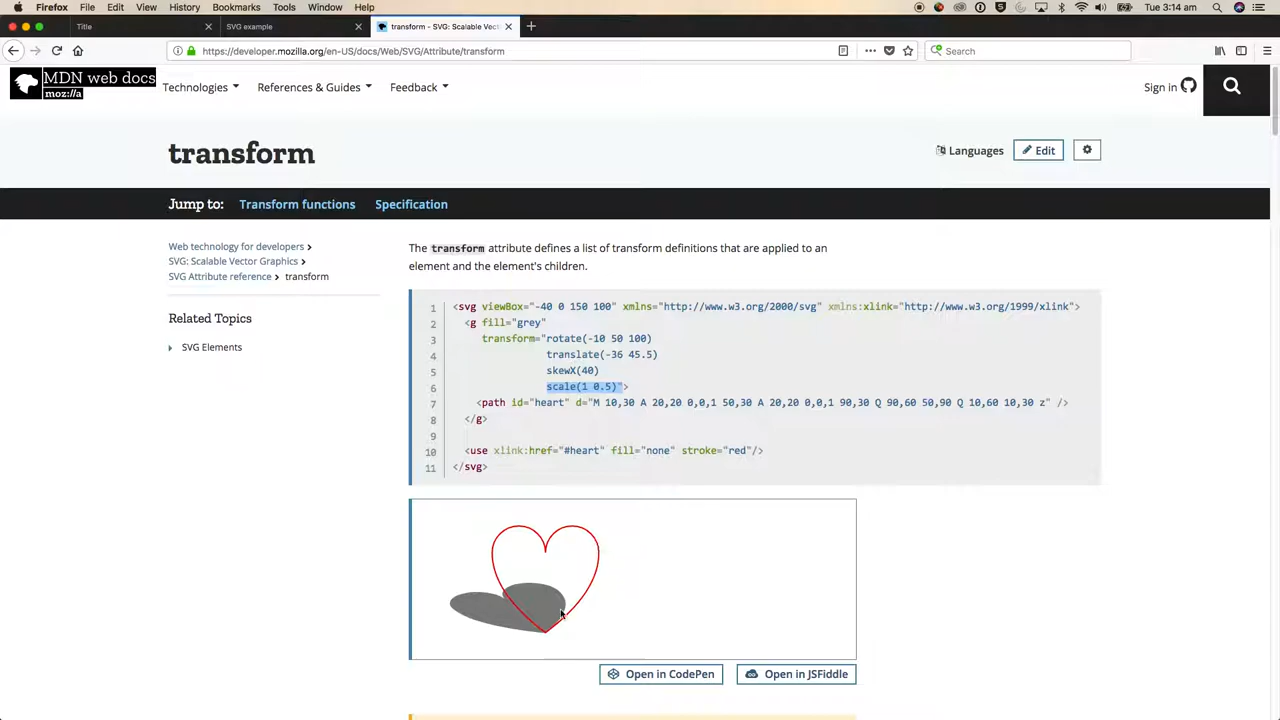 Firefox File Edit View History Bookmarks Tools Window Help
Tue 3:14 am
Title
SVG example
transform - SVG: Scalable Vect
https://developer.mozilla.org/en-US/docs/Web/SVG/Attribute/transform
Search
MDN web docs
moz://a
Technologies
References & Guides
Feedback
Sign in
transform
Languages
Edit
Jump to: Transform functions Specification
Web technology for developers
SVG: Scalable Vector Graphics
SVG Attribute reference transform
Related Topics
SVG Elements
The transform attribute defines a list of transform definitions that are applied to an
element and the element's children.
1 <svg viewBox="-40 0 150 100" xmlns="http://www.w3.org/2000/svg" xmlns:xlink="http://www.w3.org/1999/xlink">
2 <g fill="grey"
3 transform="rotate(-10 50 100)
4 translate(-36 45.5)
5 skewX(40)
6 scale(1 0.5)">
7 <path id="heart" d="M 10,30 A 20,20 0,0,1 50,30 A 20,20 0,0,1 90,30 Q 90,60 50,90 Q 10,60 10,30 z" />
8 </g>
9
10 <use xlink:href="#heart" fill="none" stroke="red"/>
11 </svg>
Open in CodePen
Open in JSFiddle